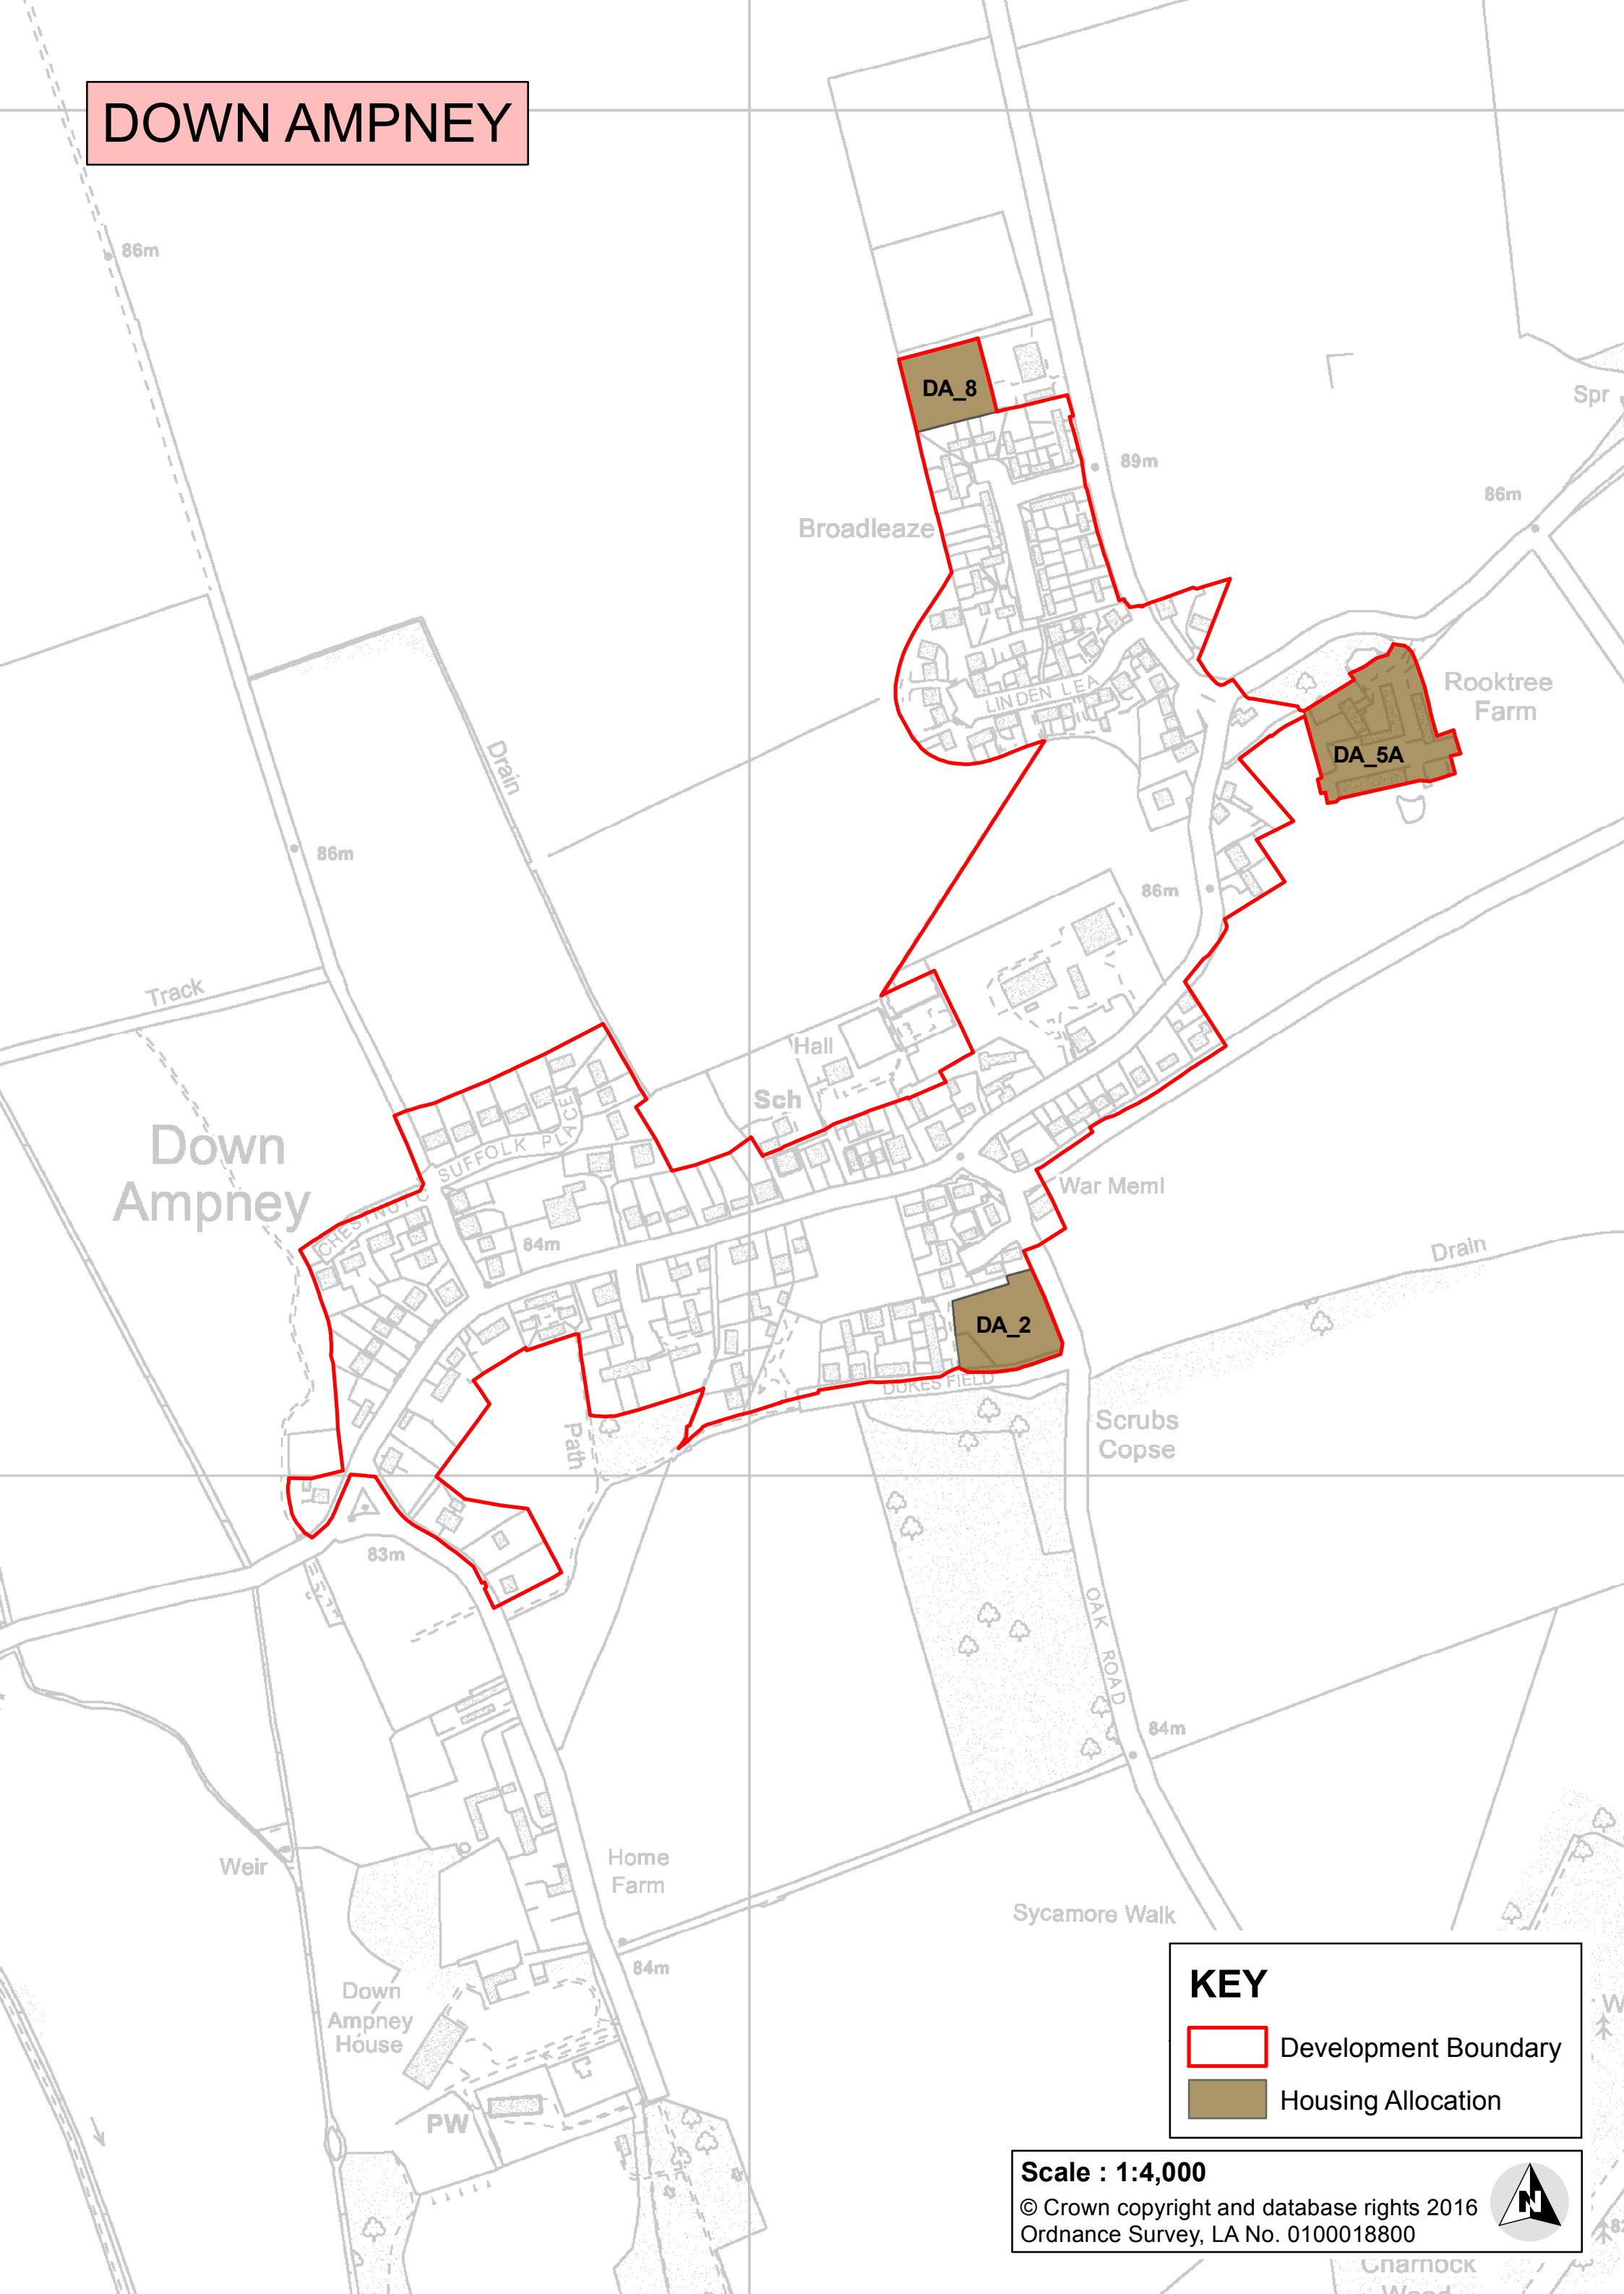 DOWN AMPNEY
86m
DA_8
Spr
89m
86m
Broadleaze
LINDEN LEA
Rooktree
Farm
DA_5A
Drain
86m
86m
Track
Hall
Sch
SUFFOLK PLACE
Down
Ampney
War Meml
84m
Drain
DA_2
DUKES FIELD
Path
Scrubs
Copse
83m
OAK ROAD
84m
Weir
Home
Farm
Sycamore Walk
84m
Down
Ampney
House
PW
KEY
Development Boundary
Housing Allocation
Scale : 1:4,000
© Crown copyright and database rights 2016
Ordnance Survey, LA No. 0100018800
N
Charnock